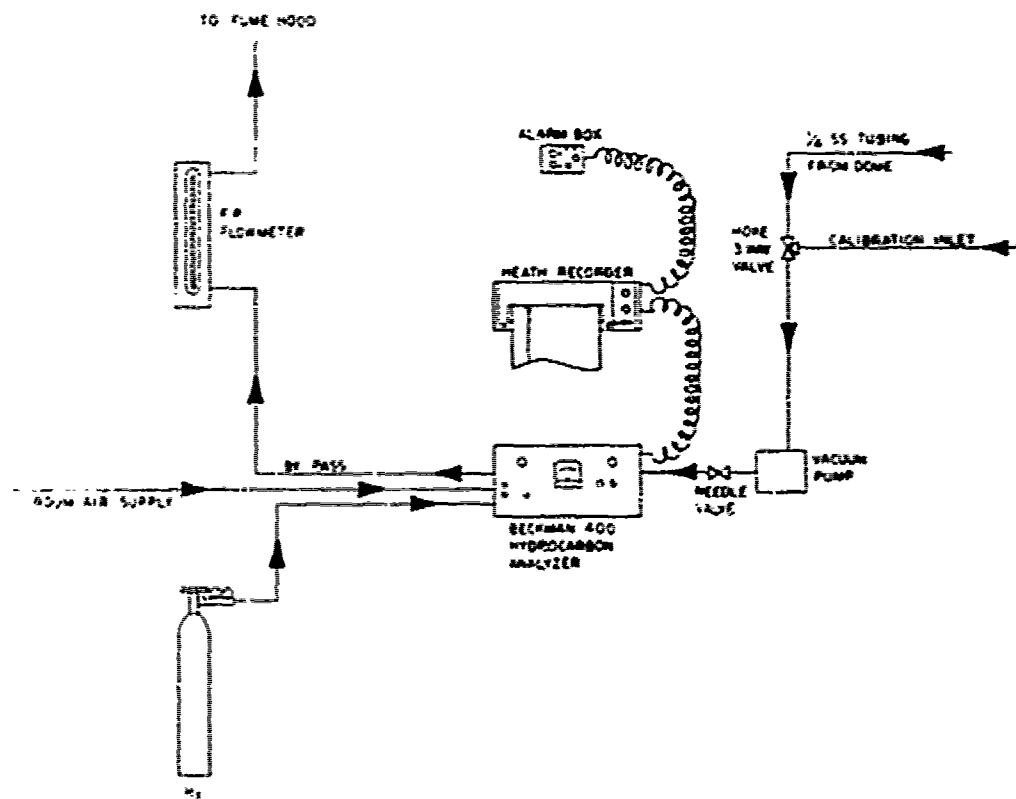 TO FUME HOOD
ALARM BOX
1/4 SS TUBING
FROM DOME
F.P.
FLOWMETER
HOKE
3 WAY
VALVE
CALIBRATION INLET
HEATH RECORDER
BY PASS
AIR SUPPLY
NEEDLE
VALVE
VACUUM
PUMP
BECKMAN 400
HYDROCARBON
ANALYZER